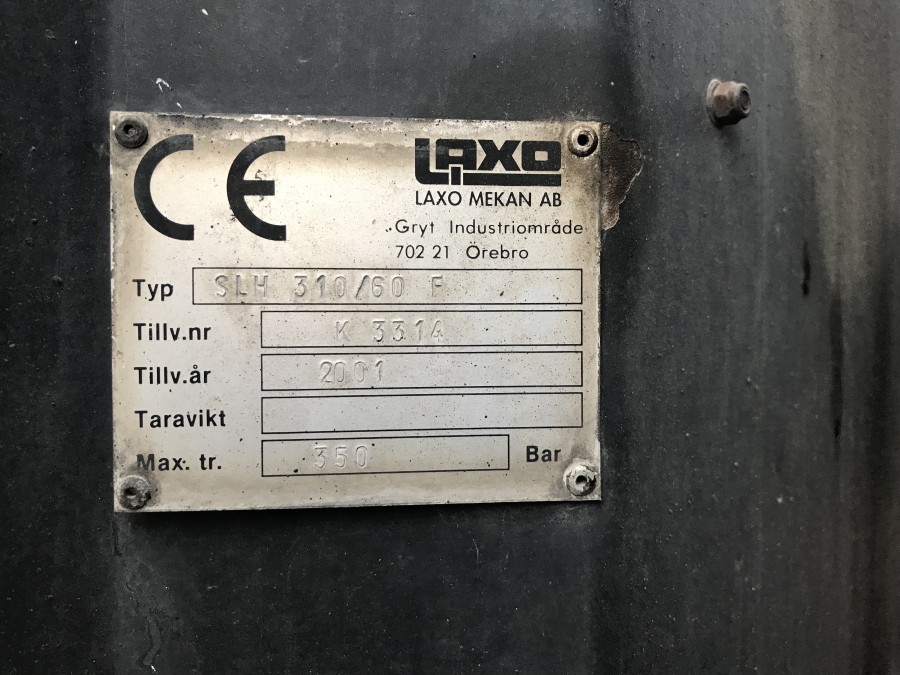 CE
LAXO
LAXO MEKAN AB
Gryt Industriområde
702 21 Örebro
Typ SLH 310/60 F
Tillv.nr K 3314
Tillv.år 2001
Taravikt
Max. tr. 350 Bar